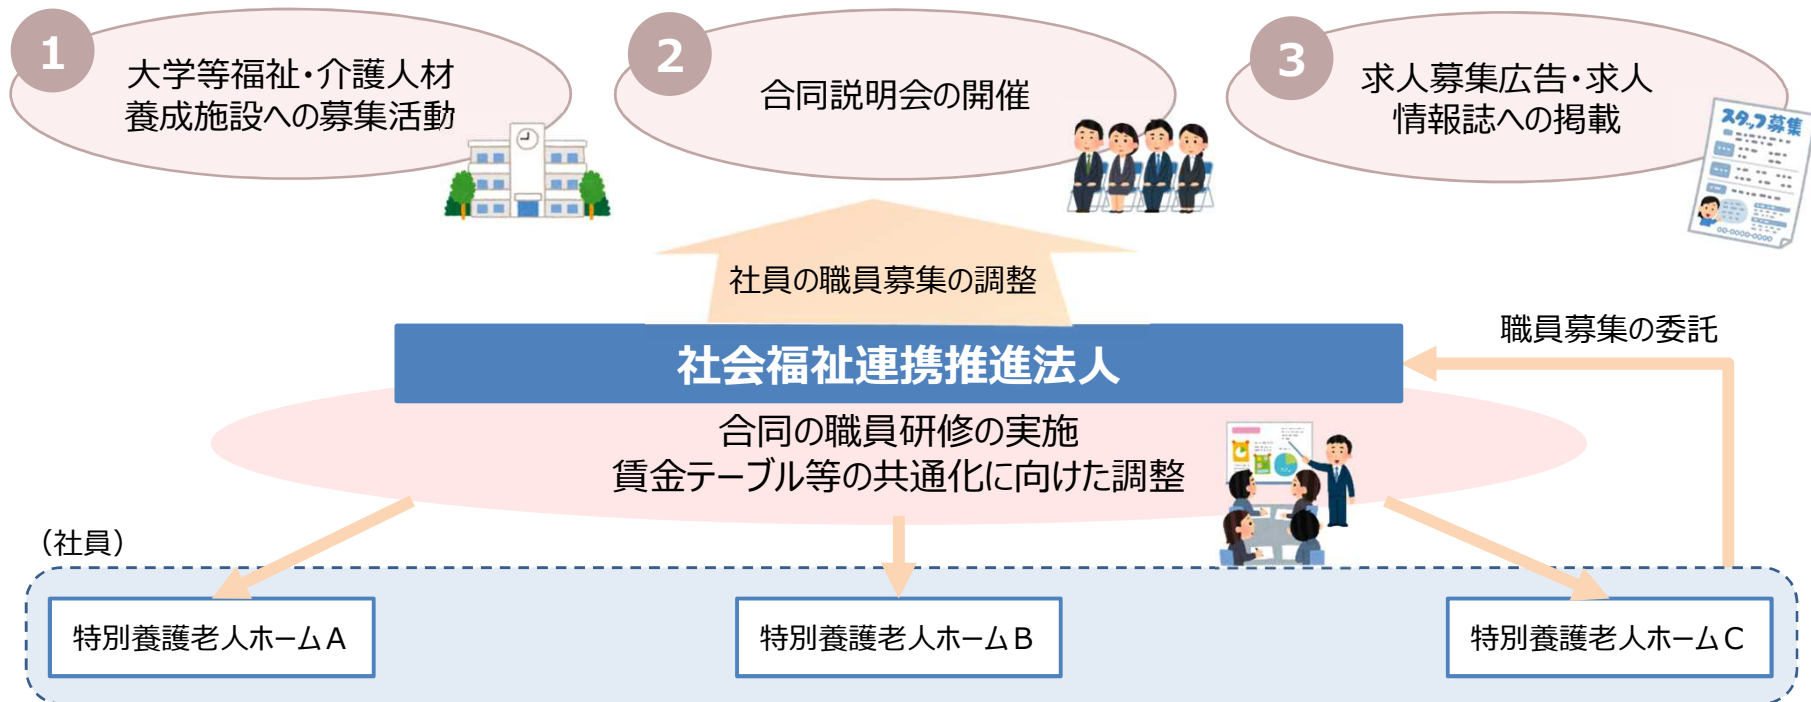 1
大学等福祉・介護人材
養成施設への募集活動
2
合同説明会の開催
3
求人募集広告・求人
情報誌への掲載
スタッフ募集
00-0000-0000
社員の職員募集の調整
職員募集の委託
社会福祉連携推進法人
合同の職員研修の実施
賃金テーブル等の共通化に向けた調整
（社員）
特別養護老人ホームＡ
特別養護老人ホームＢ
特別養護老人ホームＣ